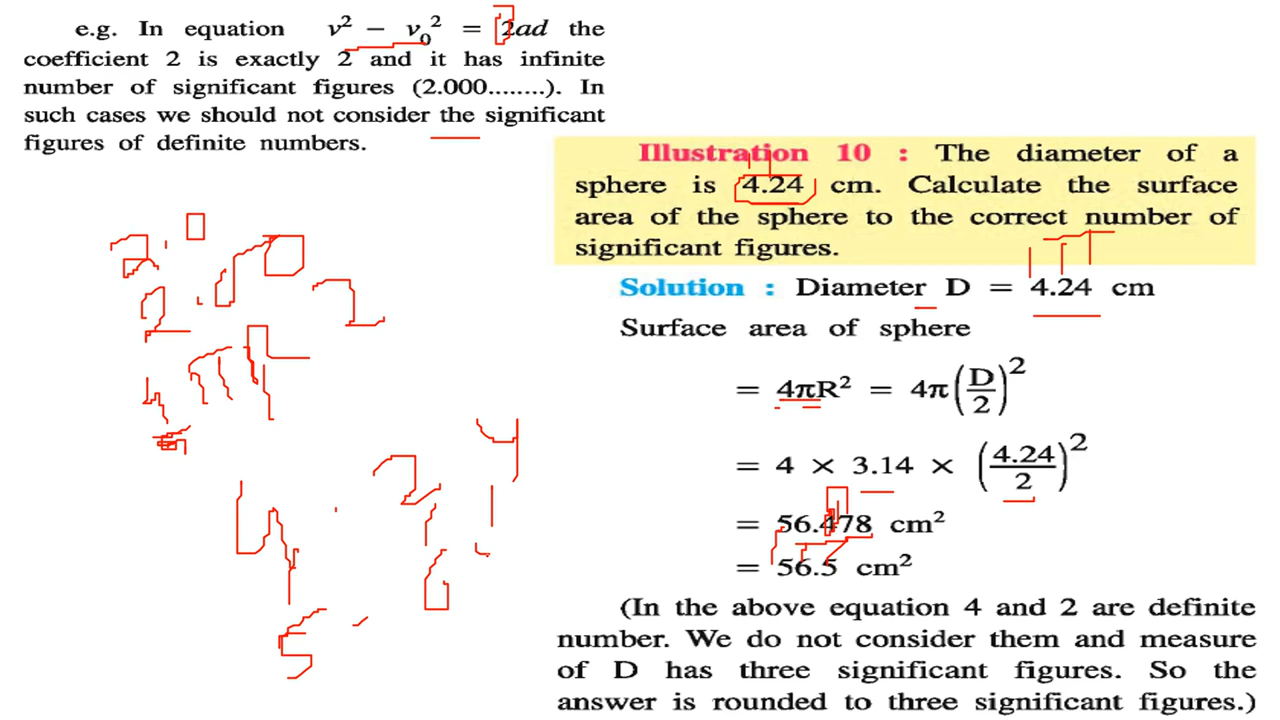 e.g. In equation v² − v₀² = 2ad the
coefficient 2 is exactly 2 and it has infinite
number of significant figures (2.000........). In
such cases we should not consider the significant
figures of definite numbers.
Illustration 10 : The diameter of a
sphere is 4.24 cm. Calculate the surface
area of the sphere to the correct number of
significant figures.
Solution : Diameter D = 4.24 cm
Surface area of sphere
= 4πR² = 4π(D/2)²
= 4 × 3.14 × (4.24/2)²
= 56.478 cm²
= 56.5 cm²
(In the above equation 4 and 2 are definite
number. We do not consider them and measure
of D has three significant figures. So the
answer is rounded to three significant figures.)